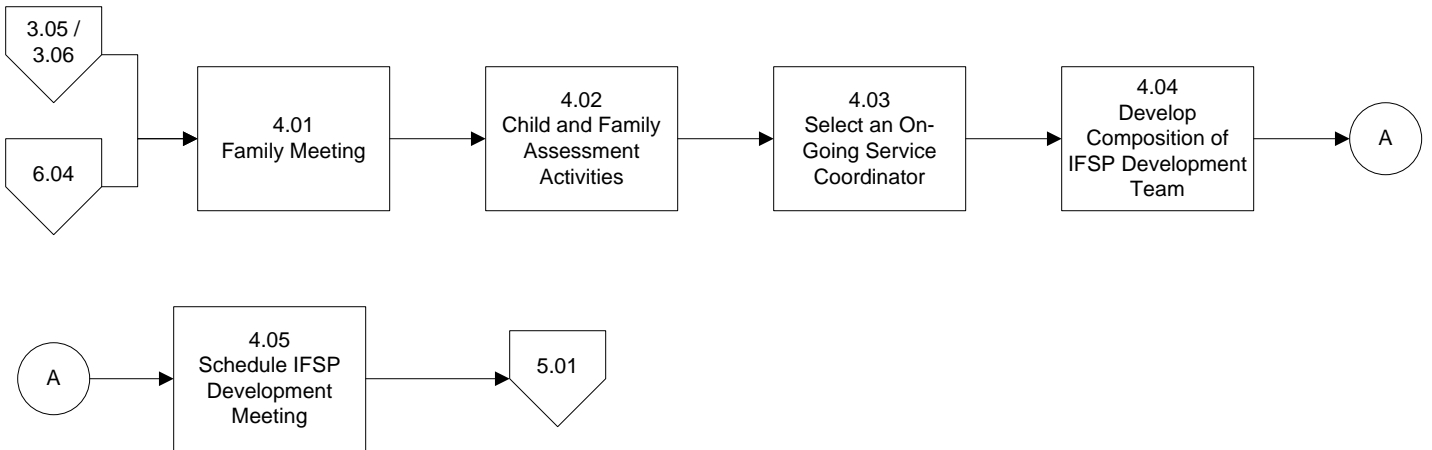 3.05 /
3.06
6.04
4.01
Family Meeting
4.02
Child and Family
Assessment
Activities
4.03
Select an On-
Going Service
Coordinator
4.04
Develop
Composition of
IFSP Development
Team
A
A
4.05
Schedule IFSP
Development
Meeting
5.01